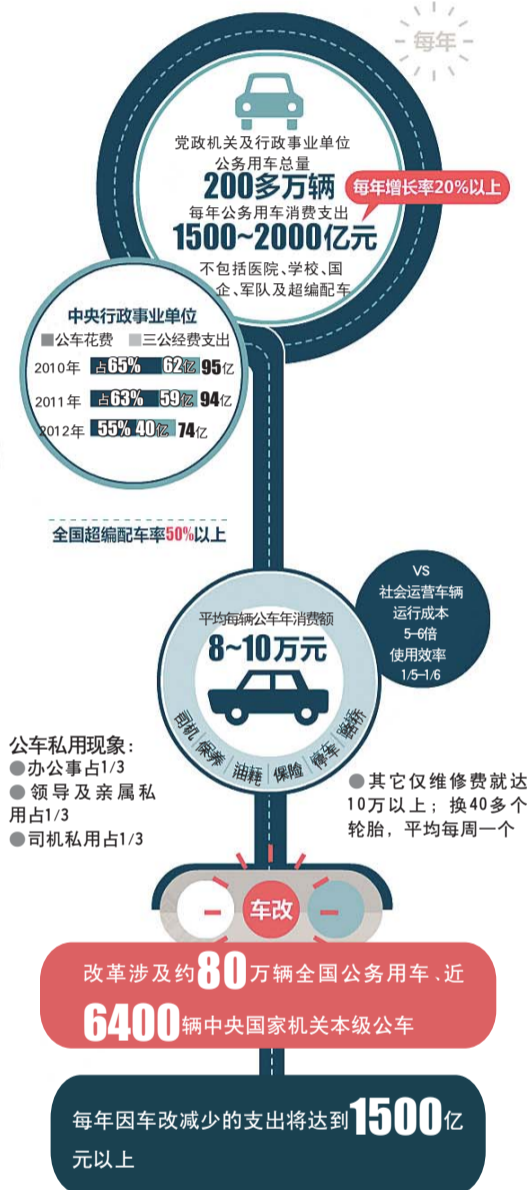 每年
党政机关及行政事业单位
公务用车总量
200多万辆
每年增长率20%以上
每年公务用车消费支出
1500~2000亿元
不包括医院、学校、国
企、军队及超编配车
中央行政事业单位
公车花费 三公经费支出
2010年 占65% 62亿 95亿
2011年 占63% 59亿 94亿
2012年 55% 40亿 74亿
全国超编配车率50%以上
VS
社会运营车辆
运行成本
5-6倍
使用效率
1/5-1/6
平均每辆公车年消费额
8~10万元
司机 保养 油耗 保险 停车 路桥
公车私用现象：
●办公事占1/3
●领导及亲属私
用占1/3
●司机私用占1/3
●其它仅维修费就达
10万以上；换40多个
轮胎，平均每周一个
车改
改革涉及约80万辆全国公务用车、近
6400辆中央国家机关本级公车
每年因车改减少的支出将达到1500亿
元以上